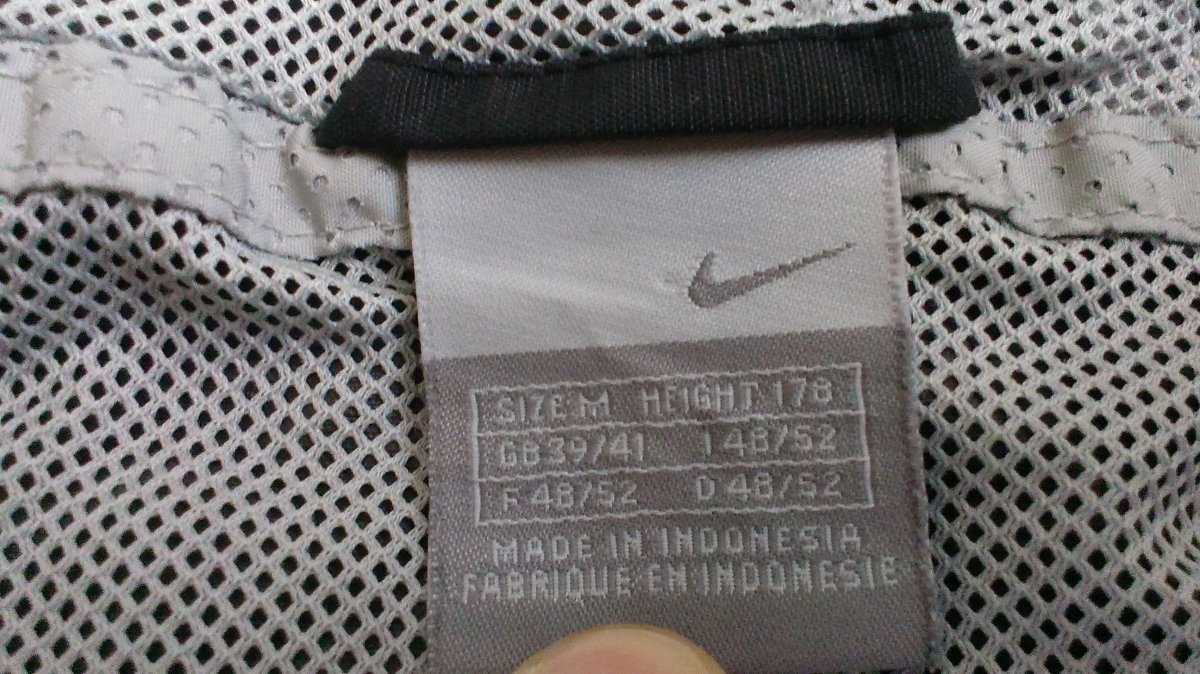 SIZE M HEIGHT 178
GB 39/41 I 48/52
F 48/52 D 48/52
MADE IN INDONESIA
FABRIQUE EN INDONESIE